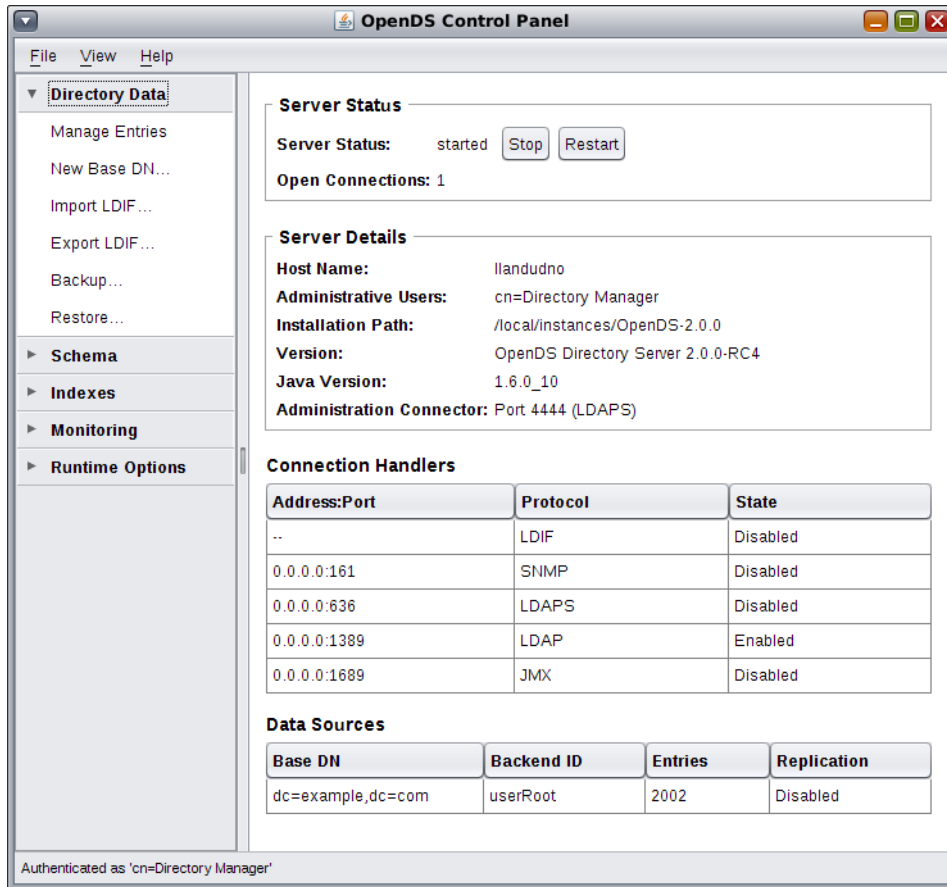 OpenDS Control Panel
File View Help
Directory Data
Manage Entries
New Base DN...
Import LDIF...
Export LDIF...
Backup...
Restore...
Schema
Indexes
Monitoring
Runtime Options
Server Status
Server Status: started Stop Restart
Open Connections: 1
Server Details
Host Name: llandudno
Administrative Users: cn=Directory Manager
Installation Path: /local/instances/OpenDS-2.0.0
Version: OpenDS Directory Server 2.0.0-RC4
Java Version: 1.6.0_10
Administration Connector: Port 4444 (LDAPS)
Connection Handlers
Address:Port Protocol State
-- LDIF Disabled
0.0.0.0:161 SNMP Disabled
0.0.0.0:636 LDAPS Disabled
0.0.0.0:1389 LDAP Enabled
0.0.0.0:1689 JMX Disabled
Data Sources
Base DN Backend ID Entries Replication
dc=example,dc=com userRoot 2002 Disabled
Authenticated as 'cn=Directory Manager'